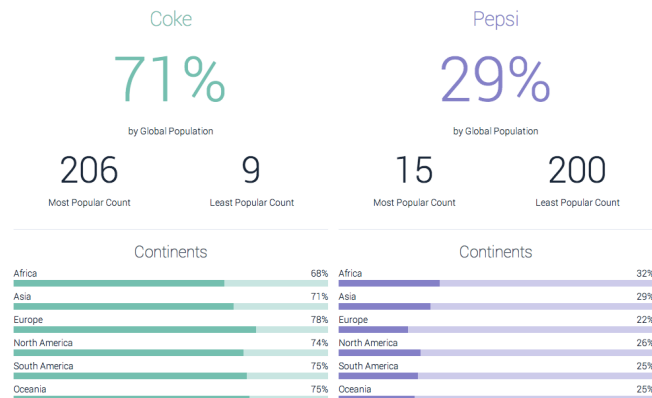 Coke
71%
by Global Population
206
9
Most Popular Count
Least Popular Count
Continents
Africa 68%
Asia 71%
Europe 78%
North America 74%
South America 75%
Oceania 75%
Pepsi
29%
by Global Population
15
200
Most Popular Count
Least Popular Count
Continents
Africa 32%
Asia 29%
Europe 22%
North America 26%
South America 25%
Oceania 25%